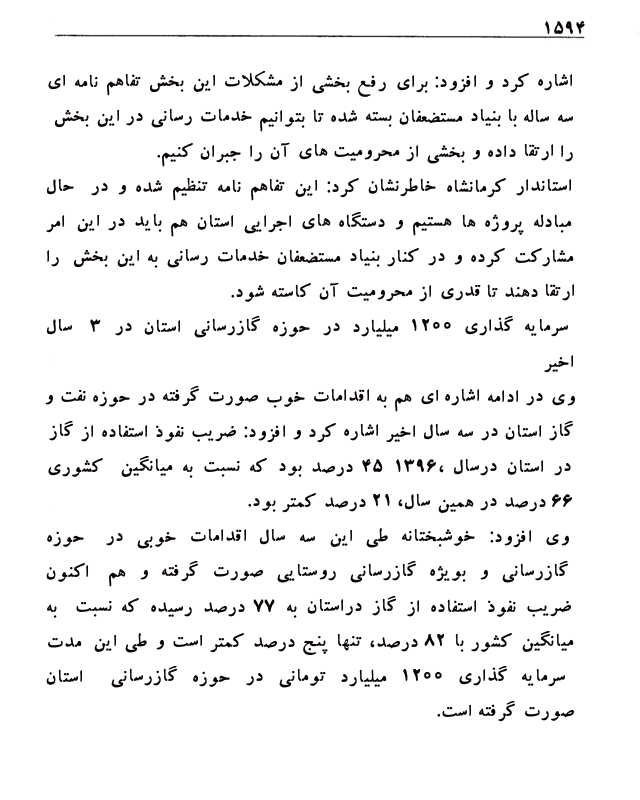 ۱۵۹۴
اشاره کرد و افزود: برای رفع بخشی از مشکلات این بخش تفاهم نامه ای
سه ساله با بنیاد مستضعفان بسته شده تا بتوانیم خدمات رسانی در این بخش
را ارتقا داده و بخشی از محرومیت های آن را جبران کنیم.
استاندار کرمانشاه خاطرنشان کرد: این تفاهم نامه تنظیم شده و در حال
مبادله پروژه ها هستیم و دستگاه های اجرایی استان هم باید در این امر
مشارکت کرده و در کنار بنیاد مستضعفان خدمات رسانی به این بخش را
ارتقا دهند تا قدری از محرومیت آن کاسته شود.
سرمایه گذاری ۱۲۰۰ میلیارد در حوزه گازرسانی استان در ۳ سال
اخیر
وی در ادامه اشاره ای هم به اقدامات خوب صورت گرفته در حوزه نفت و
گاز استان در سه سال اخیر اشاره کرد و افزود: ضریب نفوذ استفاده از گاز
در استان درسال ،۱۳۹۶ ۴۵ درصد بود که نسبت به میانگین کشوری
۶۶ درصد در همین سال، ۲۱ درصد کمتر بود.
وی افزود: خوشبختانه طی این سه سال اقدامات خوبی در حوزه
گازرسانی و بویژه گازرسانی روستایی صورت گرفته و هم اکنون
ضریب نفوذ استفاده از گاز دراستان به ۷۷ درصد رسیده که نسبت به
میانگین کشور با ۸۲ درصد، تنها پنج درصد کمتر است و طی این مدت
سرمایه گذاری ۱۲۰۰ میلیارد تومانی در حوزه گازرسانی استان
صورت گرفته است.